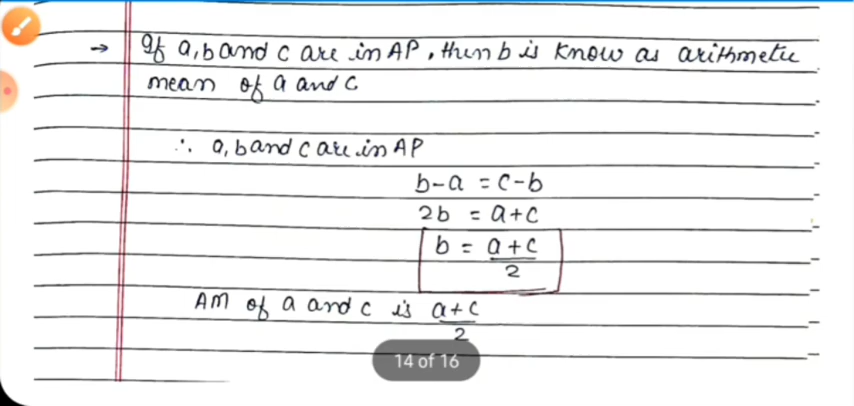 → If a, b and c are in AP, then b is know as arithmetic
mean of a and c
∴ a, b and c are in AP
b-a = c-b
2b = a+c
b = a+c/2
AM of a and c is a+c/2
14 of 16